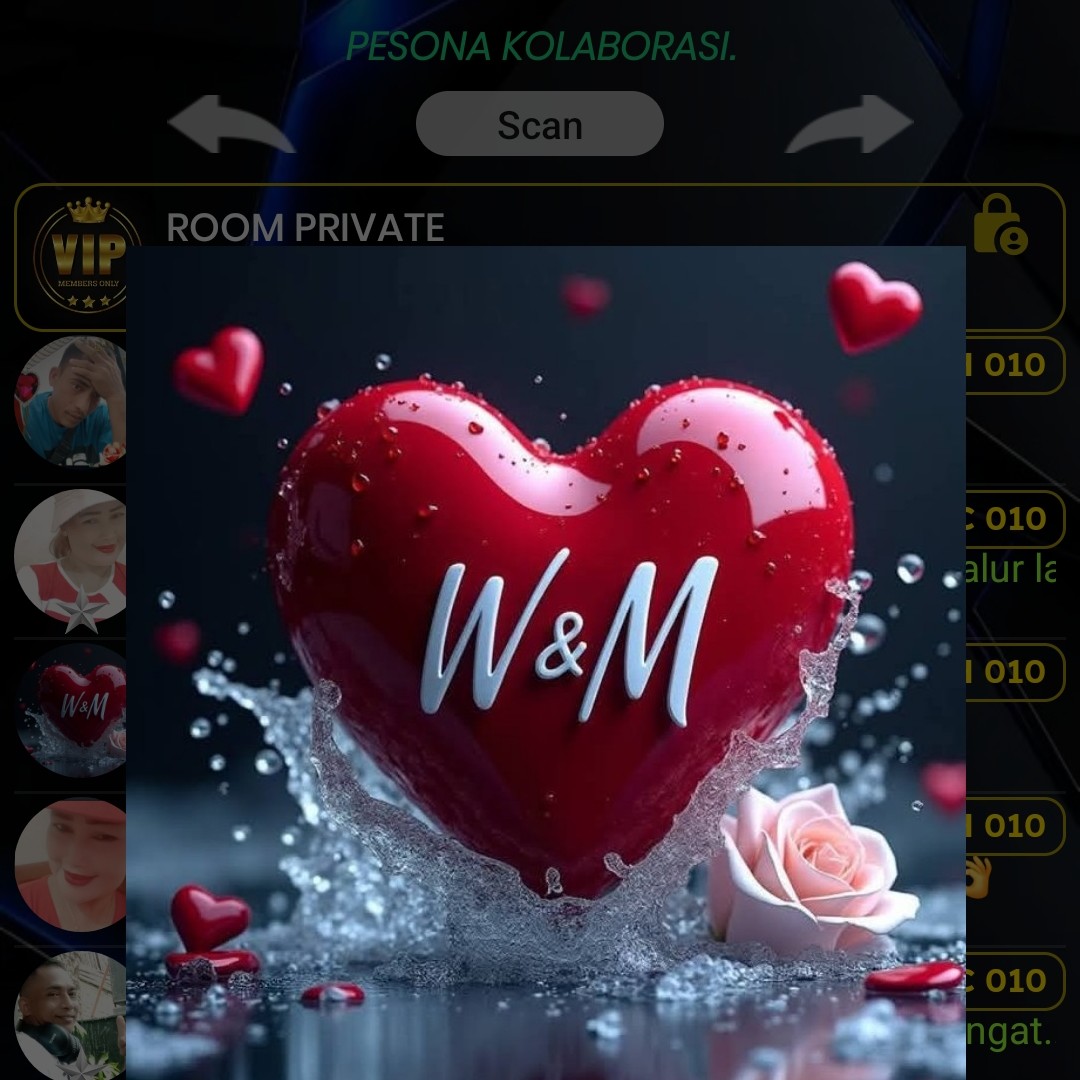 PESONA KOLABORASI.
Scan
VIP
MEMBERS ONLY
ROOM PRIVATE
010
010
alur la
W&M
010
W&M
010
010
ngat.